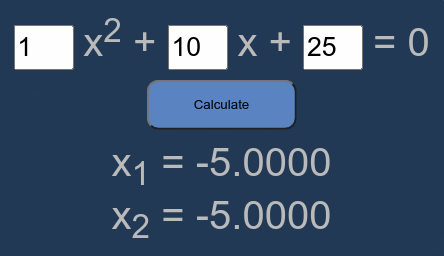 1 x² + 10 x + 25 = 0
Calculate
x₁ = -5.0000
x₂ = -5.0000